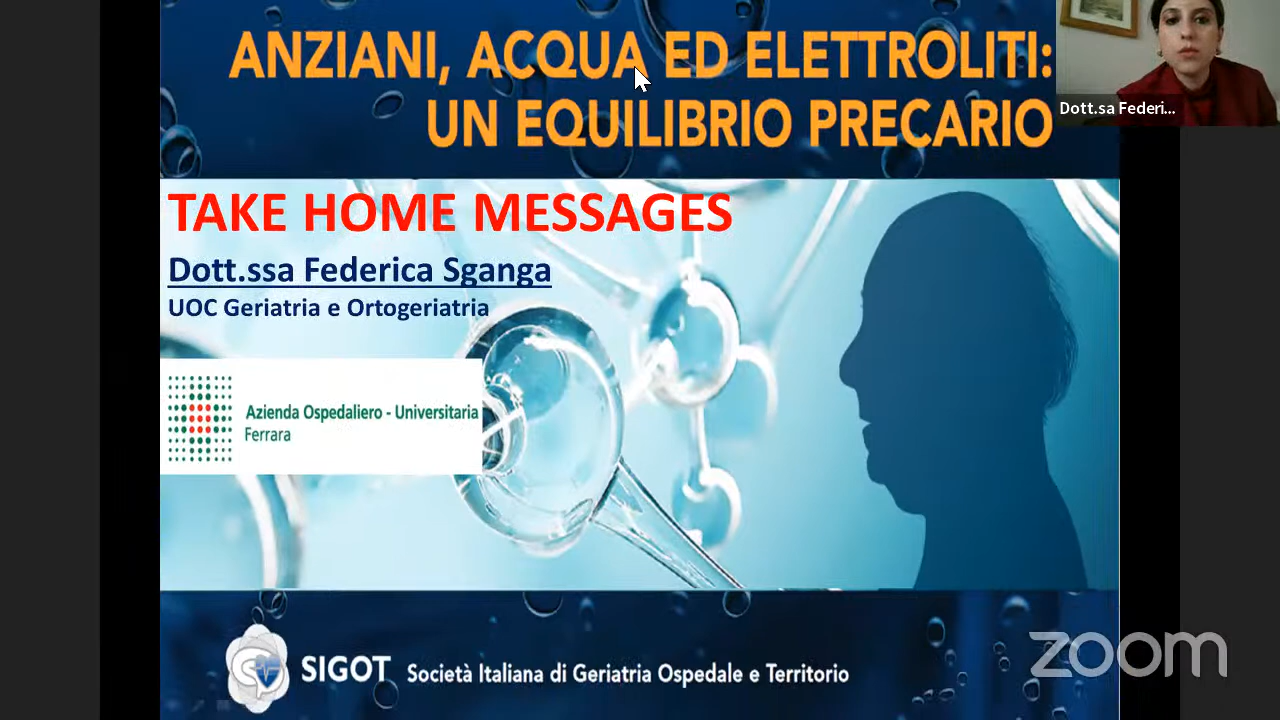 ANZIANI, ACQUA ED ELETTROLITI:
UN EQUILIBRIO PRECARIO
Dott.sa Federi...
TAKE HOME MESSAGES
Dott.ssa Federica Sganga
UOC Geriatria e Ortogeriatria
Azienda Ospedaliero - Universitaria
Ferrara
SIGOT Società Italiana di Geriatria Ospedale e Territorio
zoom